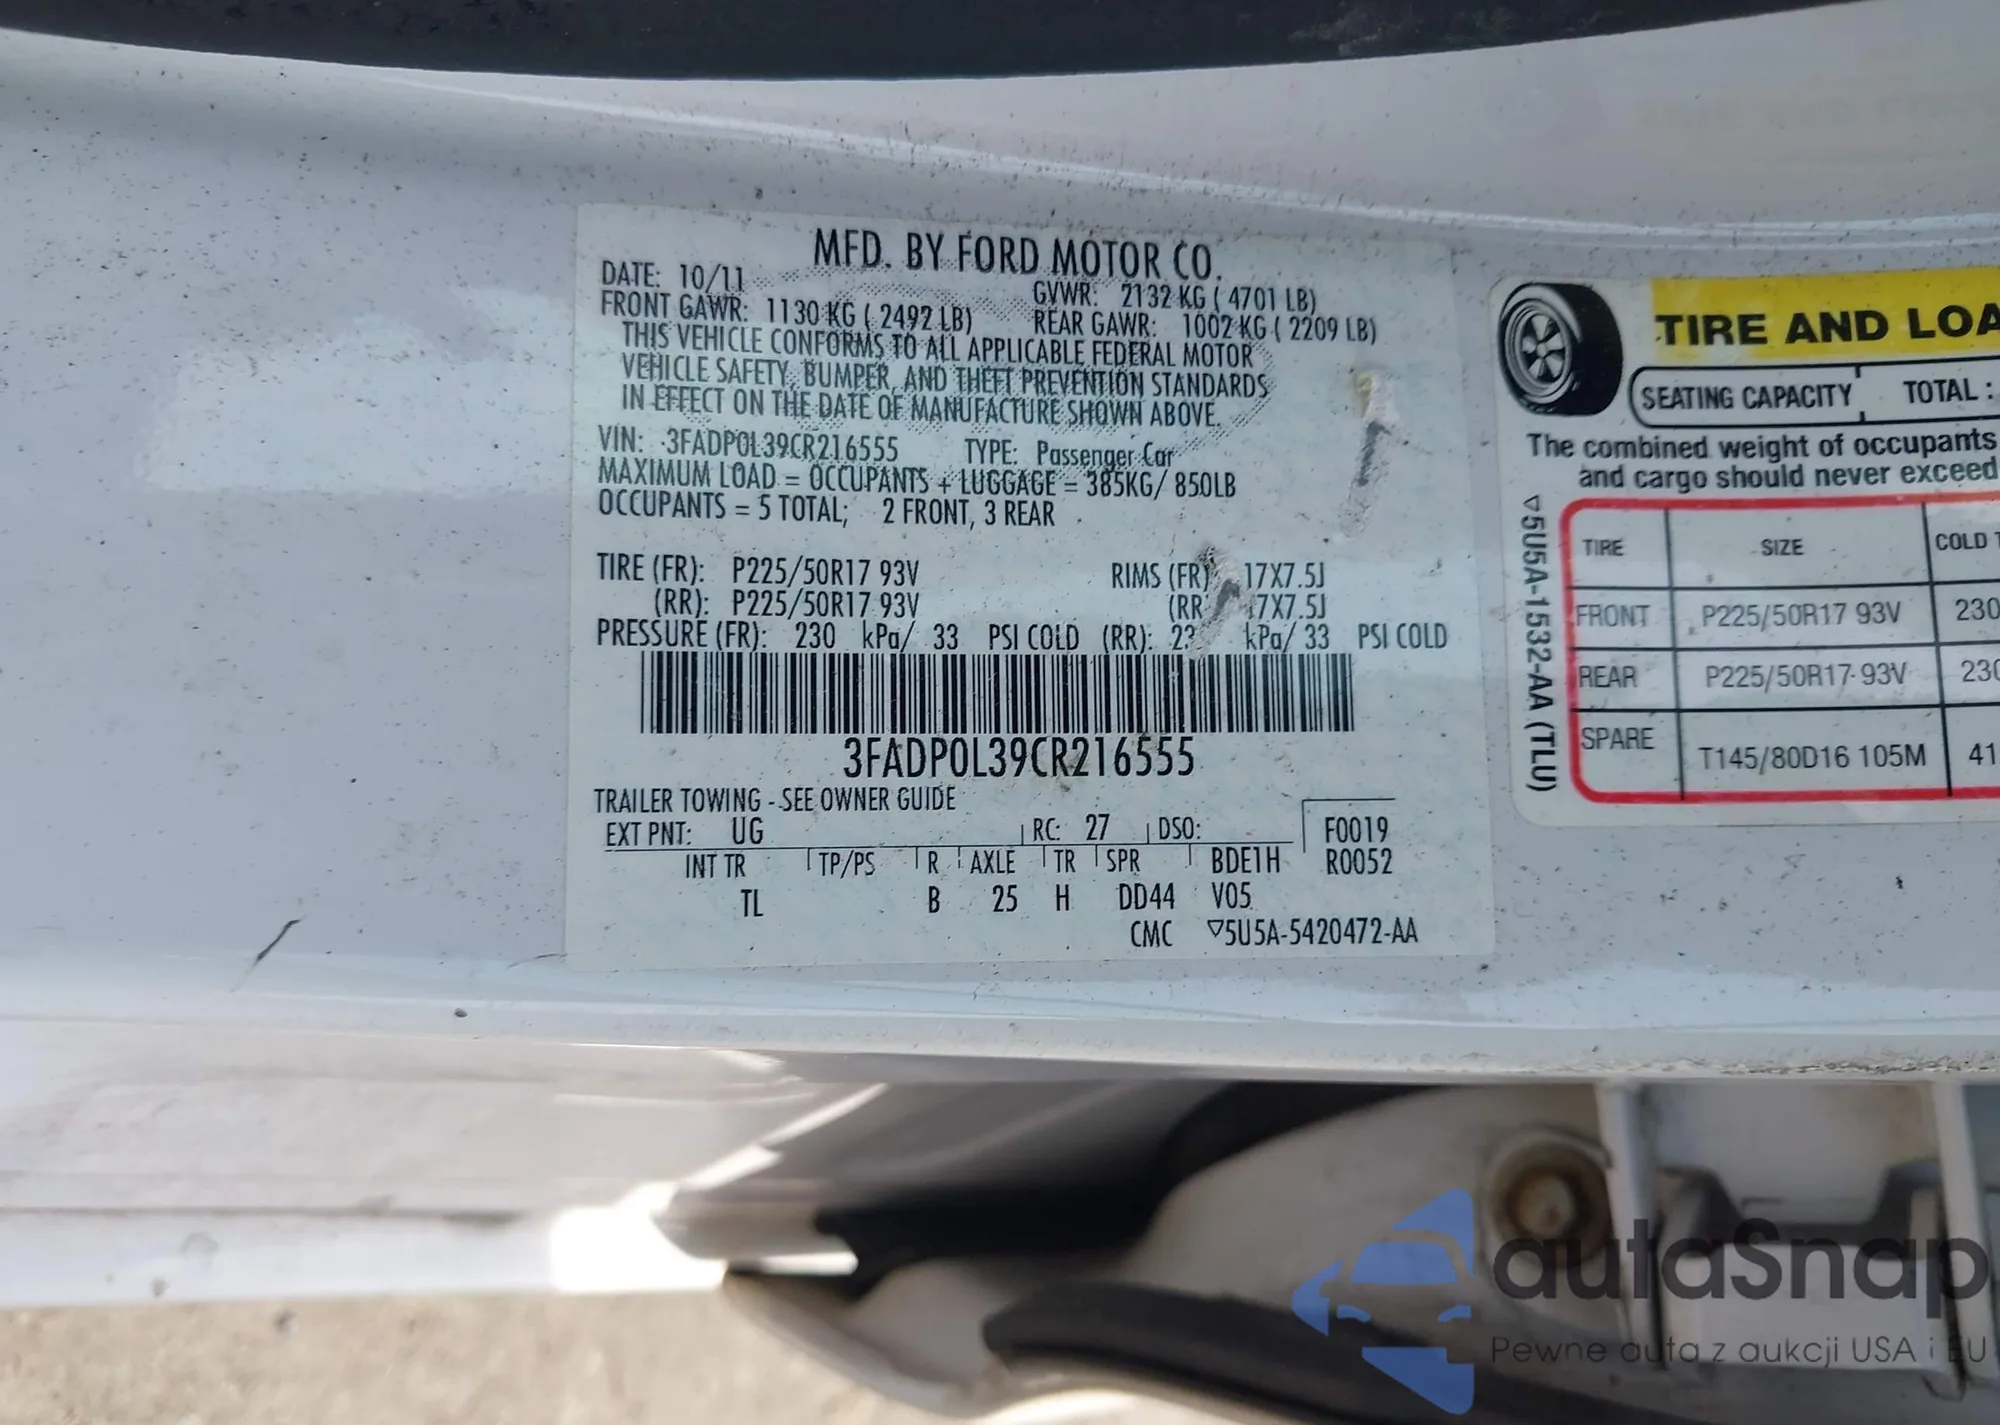 MFD. BY FORD MOTOR CO.
DATE: 10/11 GVWR: 2132 KG ( 4701 LB)
FRONT GAWR: 1130 KG ( 2492 LB) REAR GAWR: 1002 KG ( 2209 LB)
THIS VEHICLE CONFORMS TO ALL APPLICABLE FEDERAL MOTOR
VEHICLE SAFETY, BUMPER, AND THEFT PREVENTION STANDARDS
IN EFFECT ON THE DATE OF MANUFACTURE SHOWN ABOVE.
VIN: 3FADP0L39CR216555 TYPE: Passenger Car
MAXIMUM LOAD = OCCUPANTS + LUGGAGE = 385KG/ 850LB
OCCUPANTS = 5 TOTAL; 2 FRONT, 3 REAR
TIRE (FR): P225/50R17 93V RIMS (FR) 17X7.5J
(RR): P225/50R17 93V (RR 17X7.5J
PRESSURE (FR): 230 kPa/ 33 PSI COLD (RR): 23 kPa/ 33 PSI COLD
3FADP0L39CR216555
TRAILER TOWING - SEE OWNER GUIDE
EXT PNT: UG RC: 27 DSO: F0019
INT TR TP/PS R AXLE TR SPR BDE1H R0052
TL B 25 H DD44 V05
CMC ▽5U5A-5420472-AA
TIRE AND LOA
SEATING CAPACITY TOTAL :
The combined weight of occupants
and cargo should never exceed
▽5U5A-1532-AA (TLU)
TIRE SIZE COLD T
FRONT P225/50R17 93V 230
REAR P225/50R17 93V 230
SPARE T145/80D16 105M 41
autaSnap
Pewne auta z aukcji USA i EU